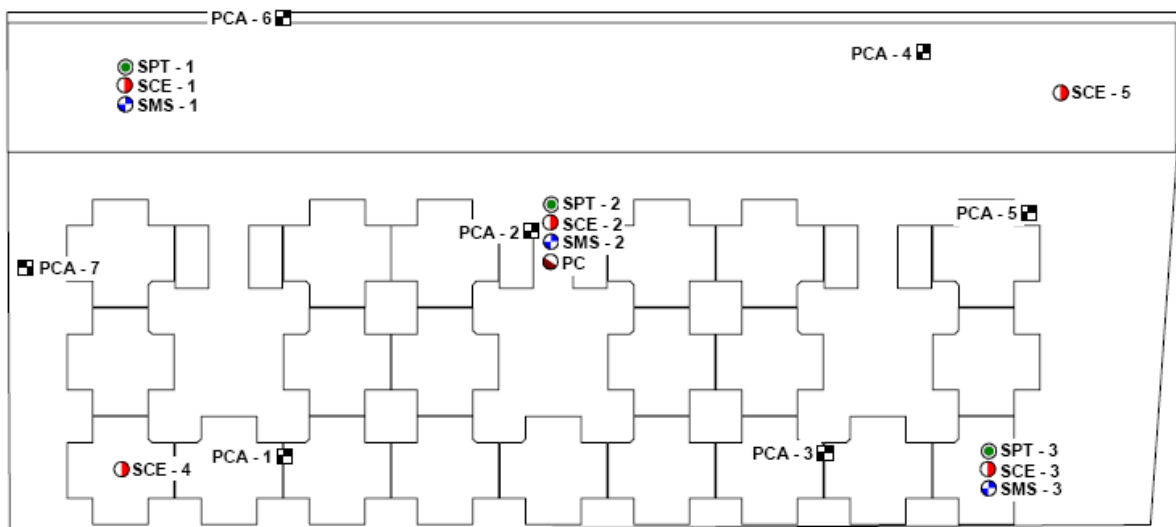 PCA - 6
PCA - 4
SPT - 1
SCE - 1
SMS - 1
SCE - 5
SPT - 2
SCE - 2
SMS - 2
PC
PCA - 2
PCA - 5
PCA - 7
SCE - 4
PCA - 1
PCA - 3
SPT - 3
SCE - 3
SMS - 3